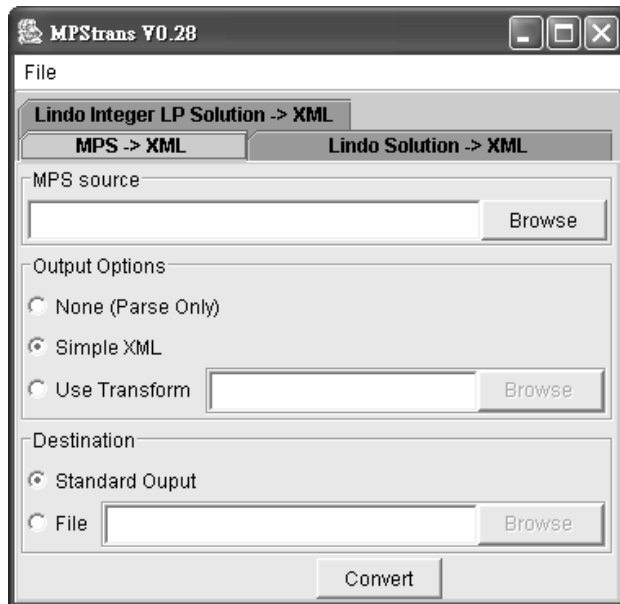 MPStrans V0.28
File
Lindo Integer LP Solution -> XML
MPS -> XML Lindo Solution -> XML
MPS source
Browse
Output Options
None (Parse Only)
Simple XML
Use Transform Browse
Destination
Standard Ouput
File Browse
Convert